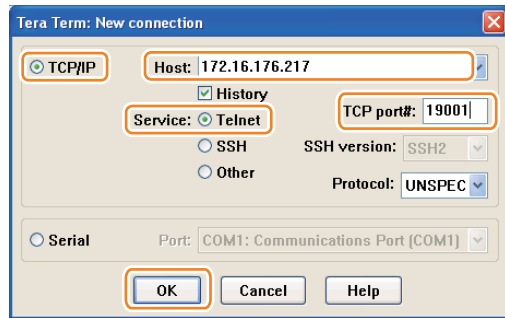 Tera Term: New connection
TCP/IP Host: 172.16.176.217
History
Service: Telnet TCP port#: 19001
SSH SSH version: SSH2
Other Protocol: UNSPEC
Serial Port: COM1: Communications Port (COM1)
OK Cancel Help